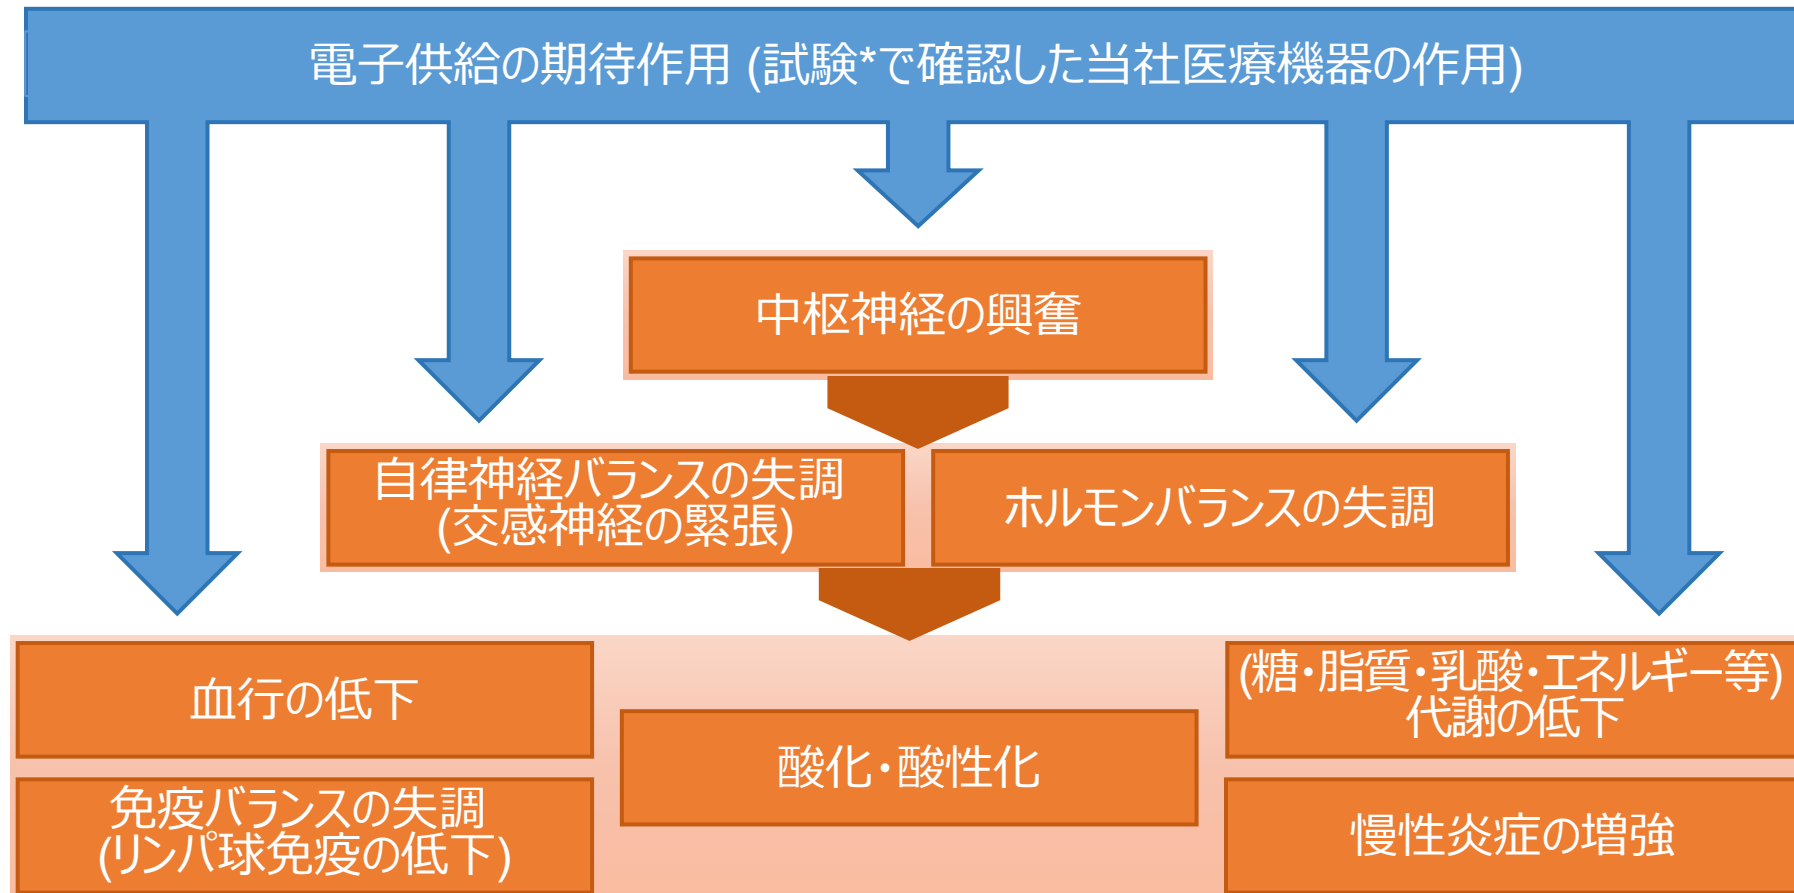 電子供給の期待作用 (試験*で確認した当社医療機器の作用)
中枢神経の興奮
自律神経バランスの失調
(交感神経の緊張)
ホルモンバランスの失調
血行の低下
免疫バランスの失調
(リンパ球免疫の低下)
酸化・酸性化
(糖・脂質・乳酸・エネルギー等)
代謝の低下
慢性炎症の増強